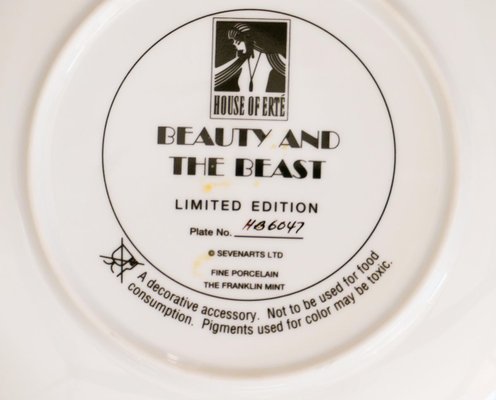 HOUSE OF ERTÉ
BEAUTY AND
THE BEAST
LIMITED EDITION
Plate No. HB6047
© SEVENARTS LTD
FINE PORCELAIN
THE FRANKLIN MINT
A decorative accessory. Not to be used for food
consumption. Pigments used for color may be toxic.